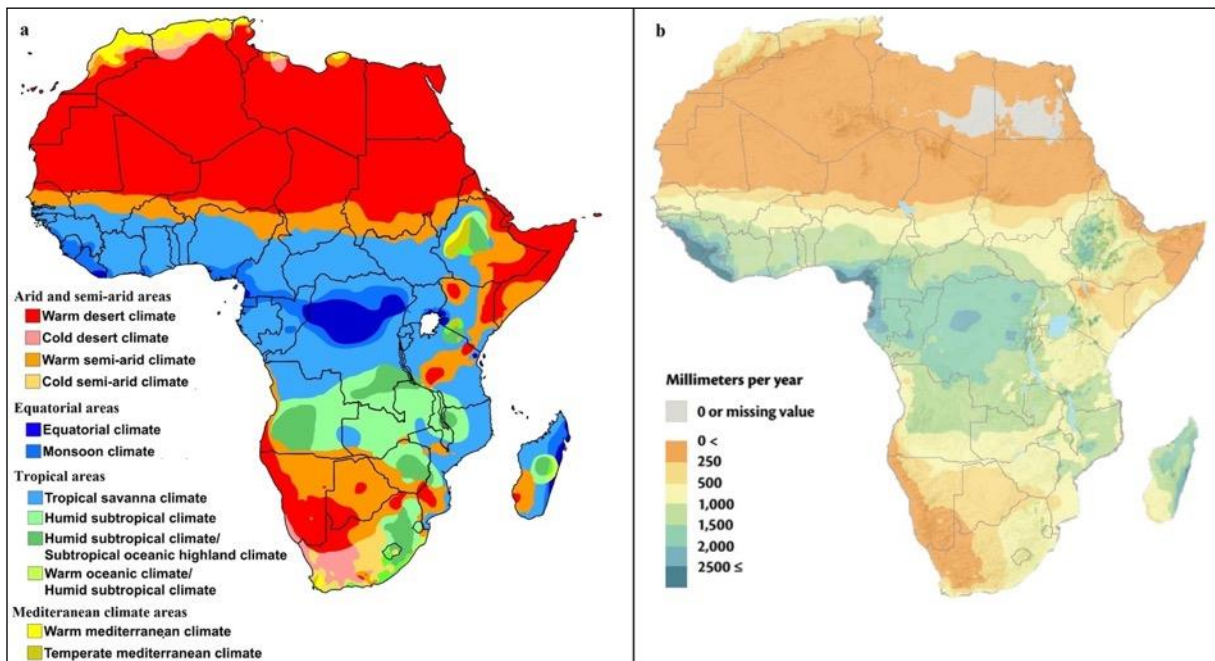 a
Arid and semi-arid areas
Warm desert climate
Cold desert climate
Warm semi-arid climate
Cold semi-arid climate
Equatorial areas
Equatorial climate
Monsoon climate
Tropical areas
Tropical savanna climate
Humid subtropical climate
Humid subtropical climate/
Subtropical oceanic highland climate
Warm oceanic climate/
Humid subtropical climate
Mediteranean climate areas
Warm mediterranean climate
Temperate mediterranean climate
b
Millimeters per year
0 or missing value
0 <
250
500
1,000
1,500
2,000
2500 ≤